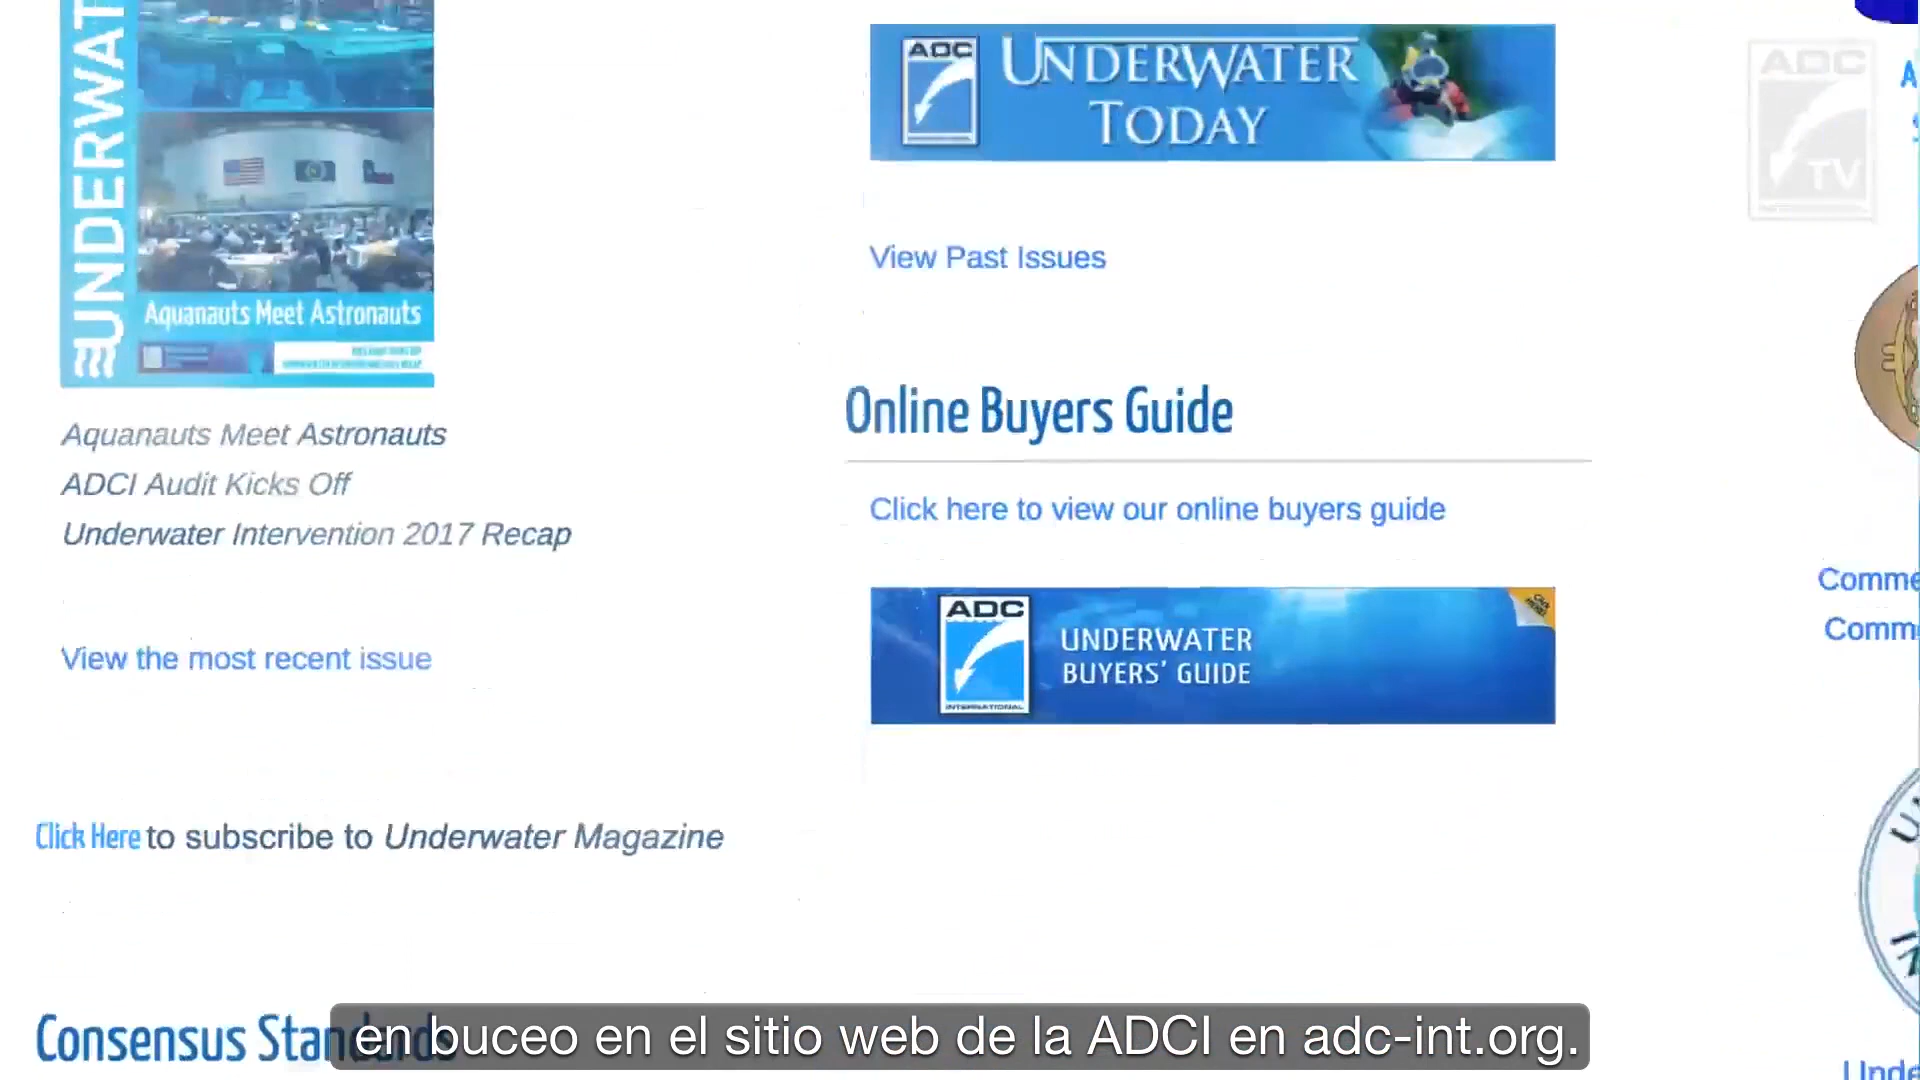 UNDERWAT
Aquanauts Meet Astronauts
Aquanauts Meet Astronauts
ADCI Audit Kicks Off
Underwater Intervention 2017 Recap
View the most recent issue
Click Here to subscribe to Underwater Magazine
Consensus Standards
ADC
UNDERWATER
TODAY
View Past Issues
Online Buyers Guide
Click here to view our online buyers guide
ADC
INTERNATIONAL
UNDERWATER
BUYERS' GUIDE
ADC
TV
A
S
Comme
Comm
Unde
en buceo en el sitio web de la ADCI en adc-int.org.